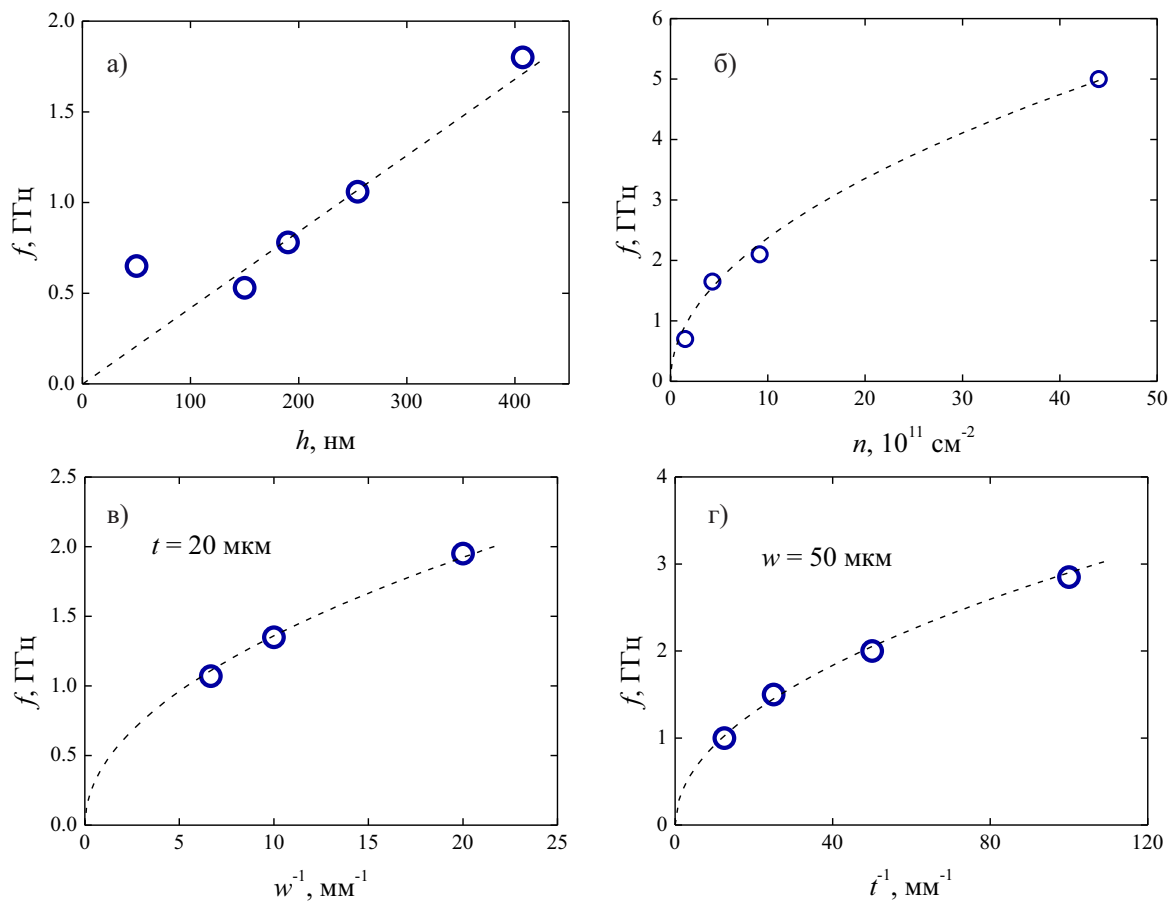 а)
2.0
1.5
1.0
0.5
0.0
f, ГГц
0 100 200 300 400
h, нм
б)
6
5
4
3
2
1
0
f, ГГц
0 10 20 30 40 50
n, 10^11 см^-2
в)
t = 20 мкм
2.5
2.0
1.5
1.0
0.5
0.0
f, ГГц
0 5 10 15 20 25
w^-1, мм^-1
г)
w = 50 мкм
4
3
2
1
0
f, ГГц
0 40 80 120
t^-1, мм^-1